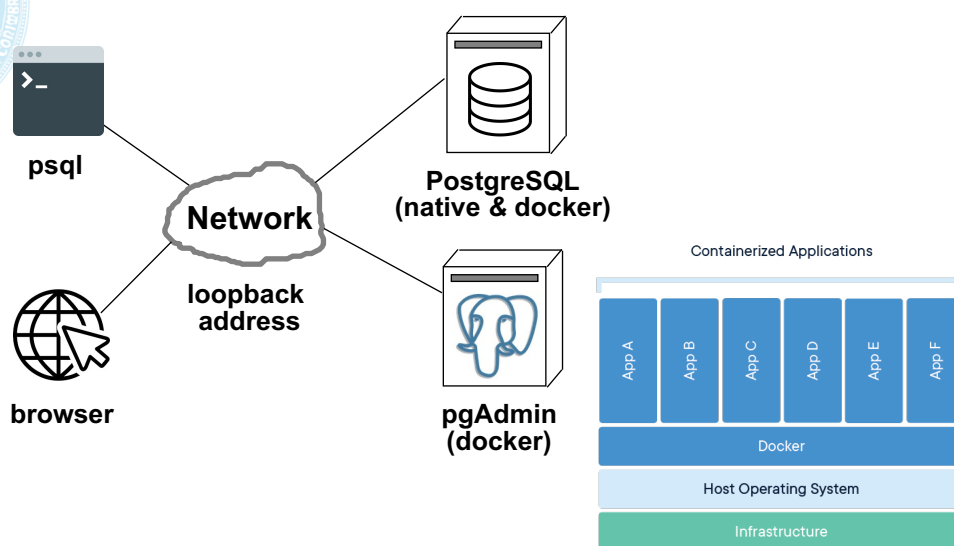 CONIMBR
>_
psql
PostgreSQL
(native & docker)
Network
loopback
address
browser
pgAdmin
(docker)
Containerized Applications
App A
App B
App C
App D
App E
App F
Docker
Host Operating System
Infrastructure